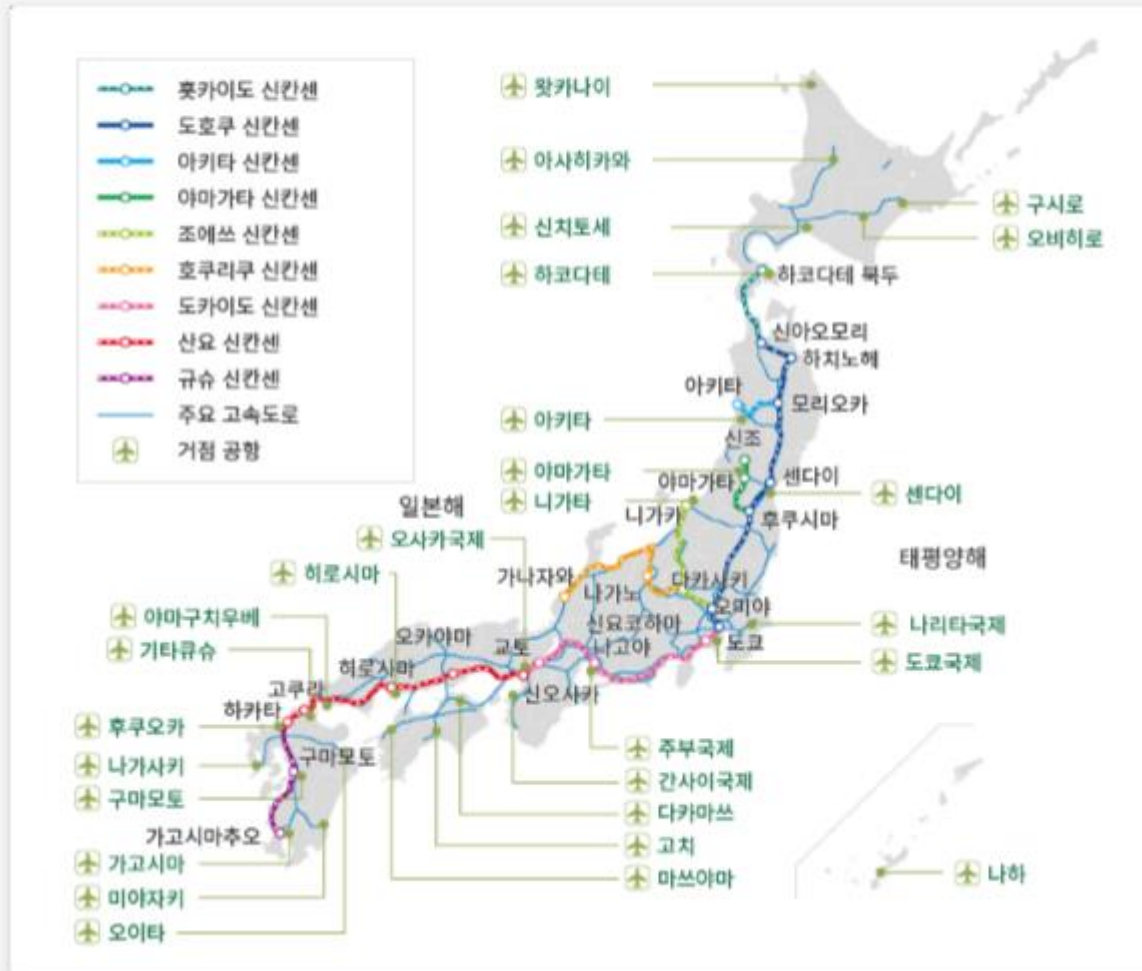 홋카이도 신칸센
도호쿠 신칸센
아키타 신칸센
야마가타 신칸센
조에쓰 신칸센
호쿠리쿠 신칸센
도카이도 신칸센
산요 신칸센
규슈 신칸센
주요 고속도로
거점 공항
왓카나이
아사히카와
신치토세
하코다테
구시로
오비히로
하코다테 북두
신아오모리
하치노헤
아키타
모리오카
아키타
신조
야마가타
야마가타
센다이
센다이
니가타
니가카
후쿠시마
일본해
태평양해
오사카국제
히로시마
가나자와
나가노
다카사키
오미야
신요코하마
나고야
도쿄
나리타국제
도쿄국제
야마구치우베
기타큐슈
오카야마
교토
히로시마
신오사카
고쿠라
하카타
후쿠오카
나가사키
구마모토
구마모토
가고시마추오
가고시마
미야자키
오이타
주부국제
간사이국제
다카마쓰
고치
마쓰야마
나하